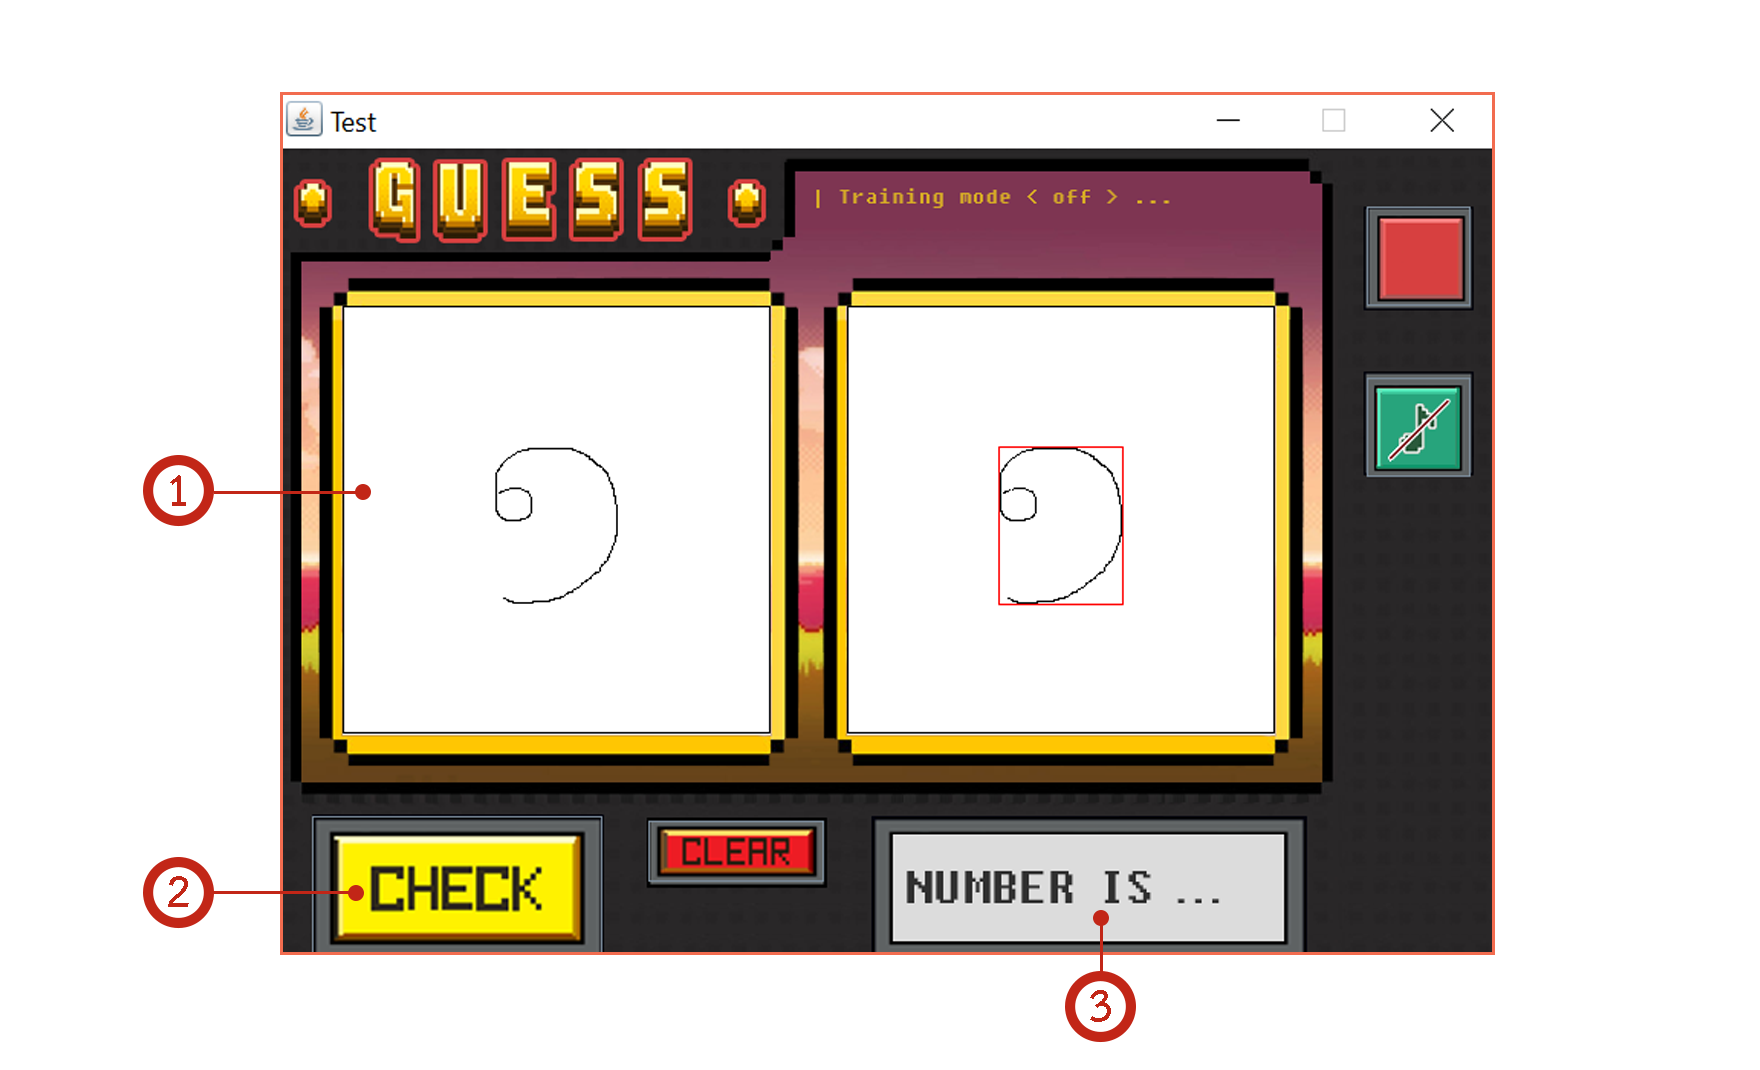 Test
GUESS
| Training mode < off > ...
1
CHECK
CLEAR
NUMBER IS ...
2
3